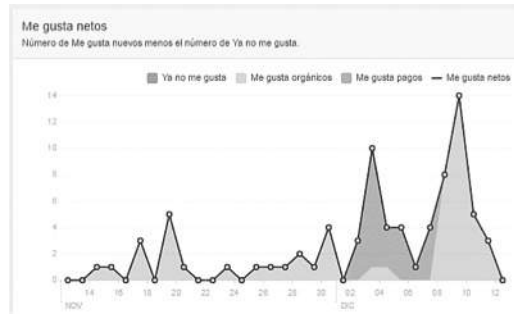 Me gusta netos
Número de Me gusta nuevos menos el número de Ya no me gusta.
Ya no me gusta Me gusta orgánicos Me gusta pagos Me gusta netos
14
12
10
8
6
4
2
0
14 16 18 20 22 24 26 28 30 02 04 06 08 10 12
NOV DIC